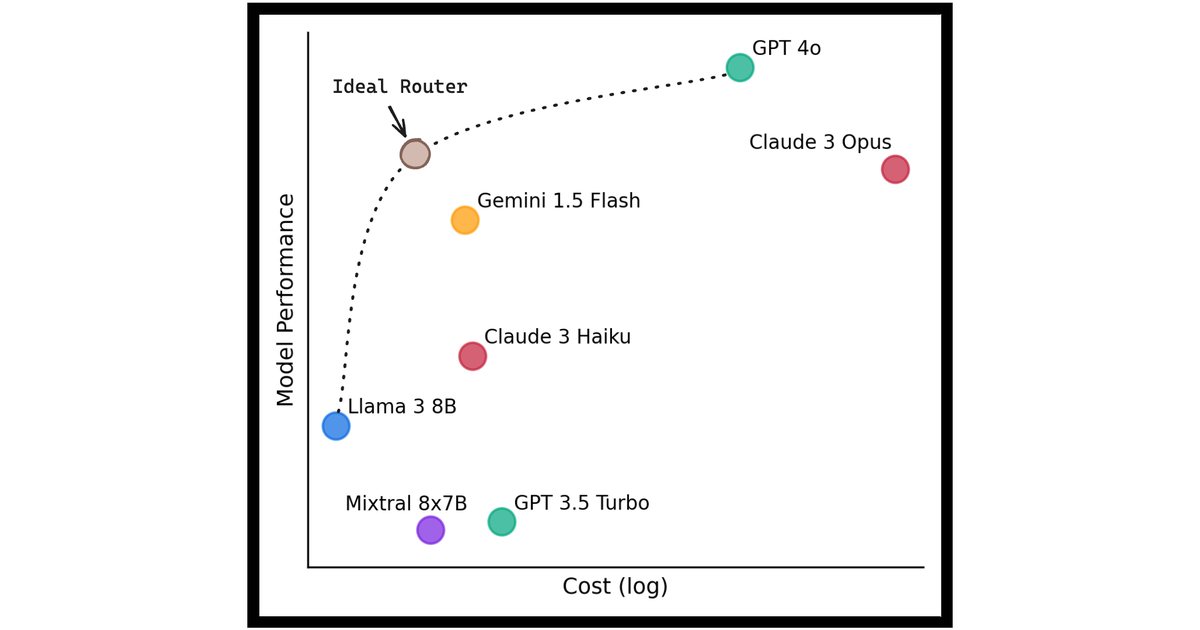 GPT 4o
Ideal Router
Claude 3 Opus
Gemini 1.5 Flash
Model Performance
Claude 3 Haiku
Llama 3 8B
Mixtral 8x7B
GPT 3.5 Turbo
Cost (log)